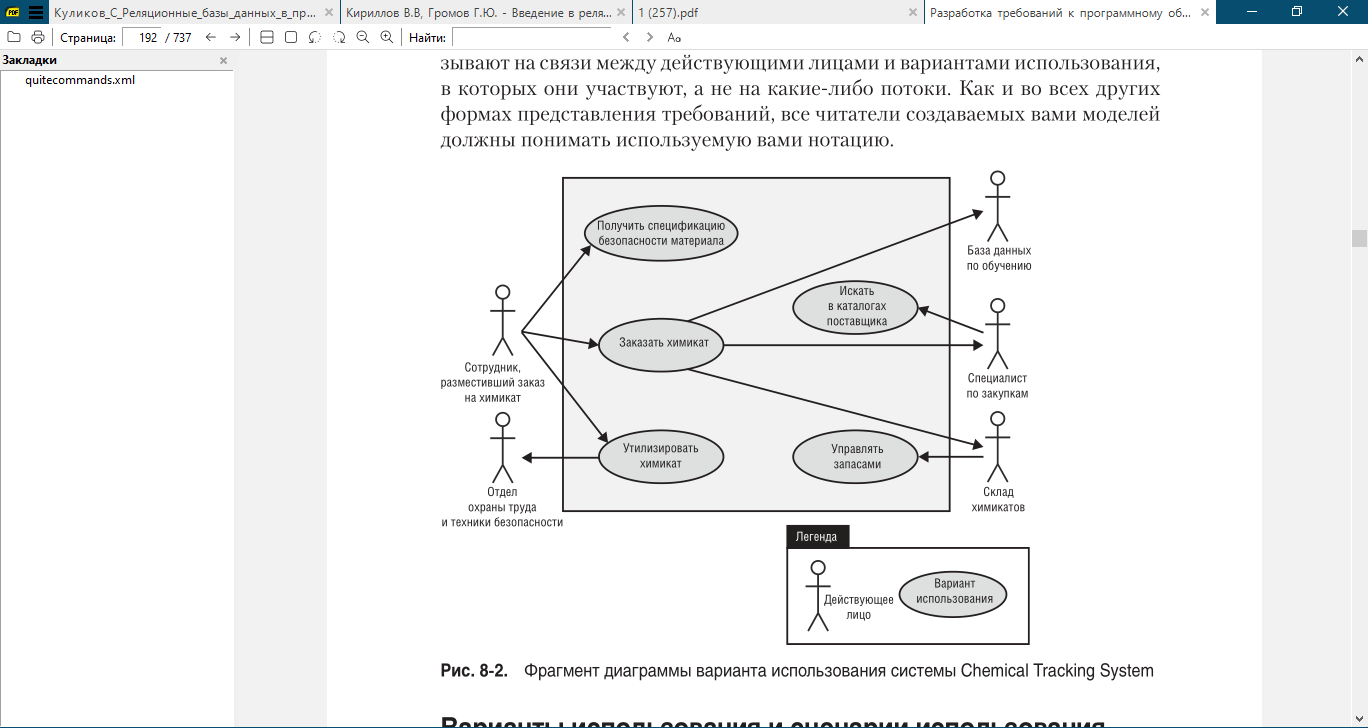 Куликов_С_Реляционные_базы_данных_в_пр...
Кириллов В.В, Громов Г.Ю. - Введение в реля...
1 (257).pdf
Разработка требований к программному об...
Страница: 192 / 737
Найти:
Aα
Закладки
quitecommands.xml
зывают на связи между действующими лицами и вариантами использования,
в которых они участвуют, а не на какие-либо потоки. Как и во всех других
формах представления требований, все читатели создаваемых вами моделей
должны понимать используемую вами нотацию.
Получить спецификацию
безопасности материала
База данных
по обучению
Искать
в каталогах
поставщика
Заказать химикат
Сотрудник,
разместивший заказ
на химикат
Специалист
по закупкам
Утилизировать
химикат
Управлять
запасами
Отдел
охраны труда
и техники безопасности
Склад
химикатов
Легенда
Действующее
лицо
Вариант
использования
Рис. 8-2. Фрагмент диаграммы варианта использования системы Chemical Tracking System
Варианты использования и сценарии использования